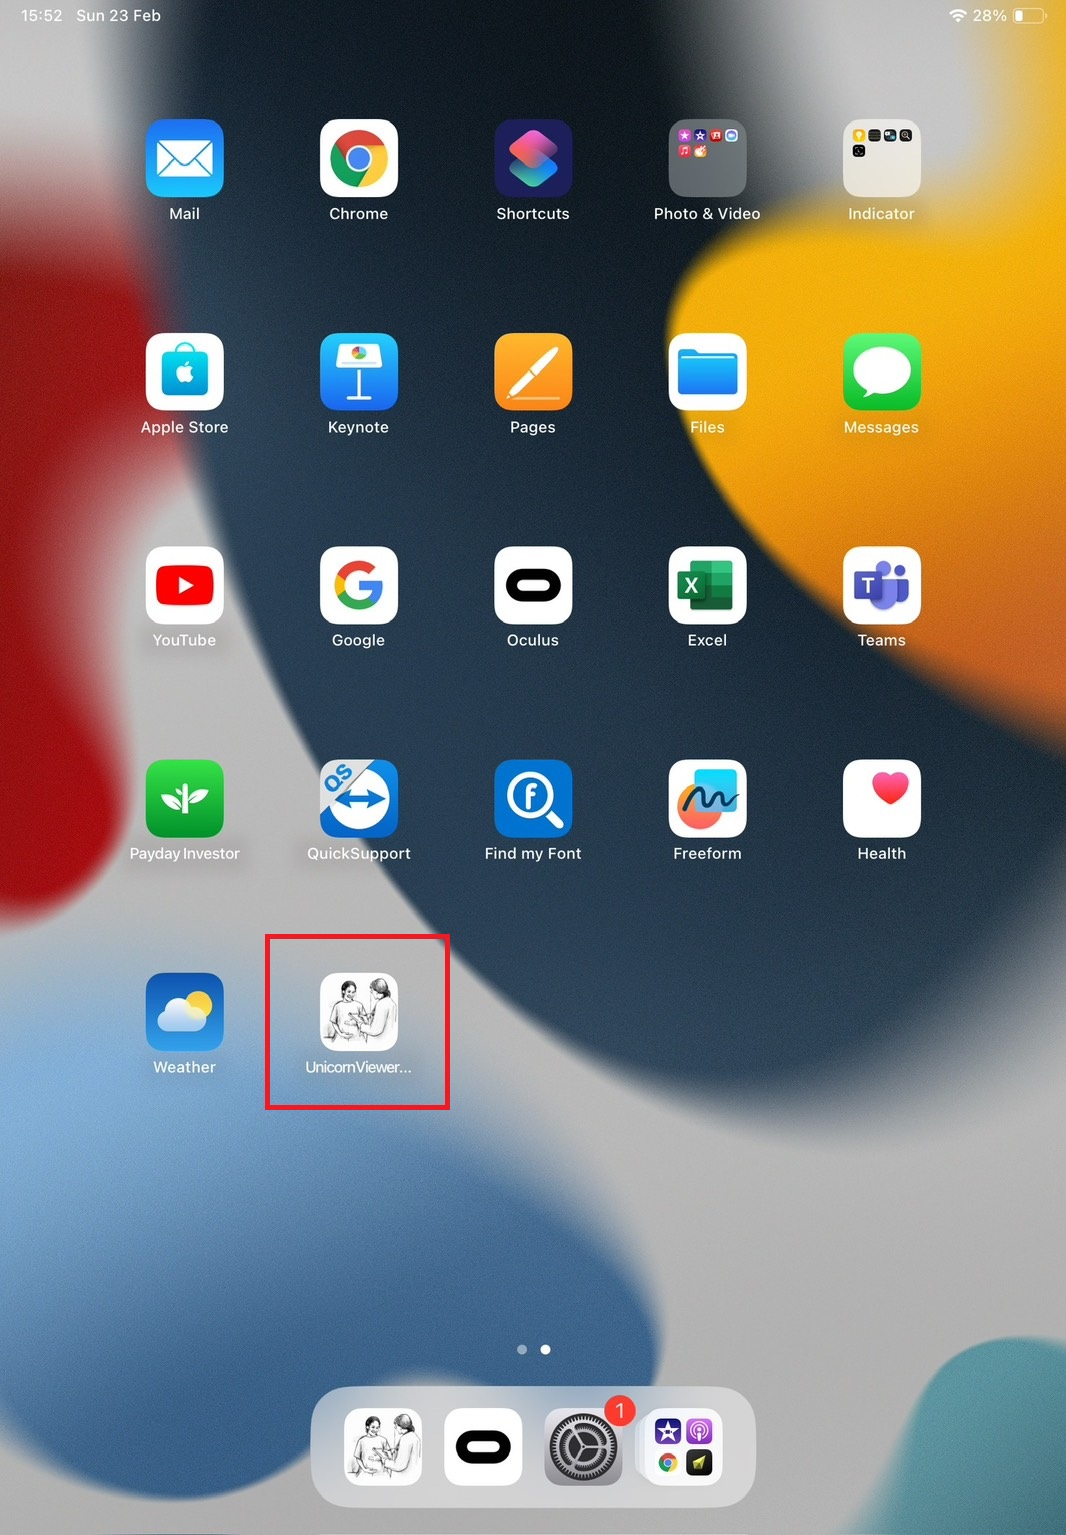 15:52 Sun 23 Feb
28%
Mail
Chrome
Shortcuts
Photo & Video
Indicator
Apple Store
Keynote
Pages
Files
Messages
YouTube
Google
Oculus
X
Excel
T
Teams
Payday Investor
QS
QuickSupport
f
Find my Font
Freeform
Health
Weather
UnicornViewer...
1